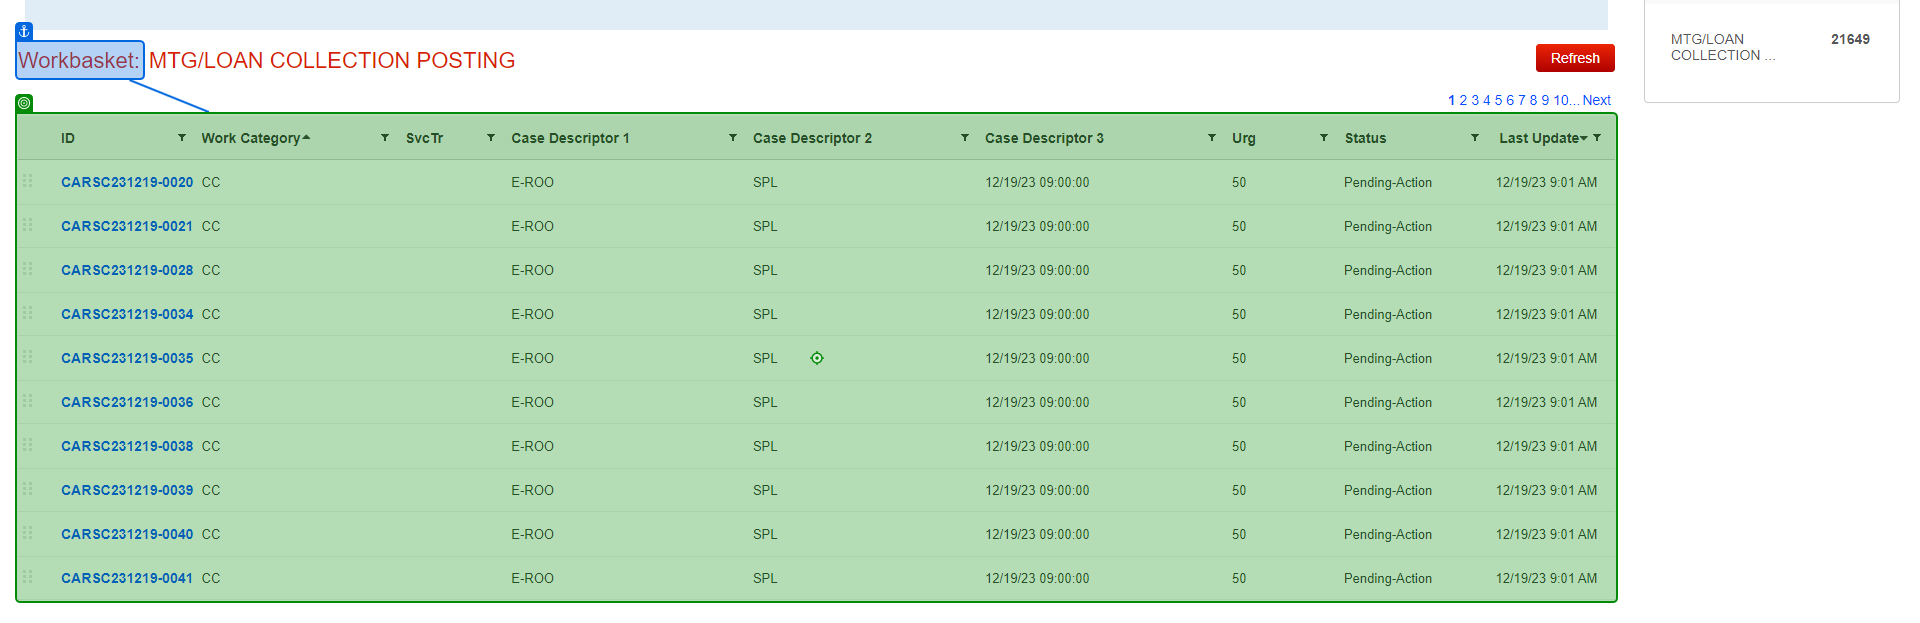 MTG/LOAN COLLECTION ... 21649
Workbasket: MTG/LOAN COLLECTION POSTING
Refresh
1 2 3 4 5 6 7 8 9 10... Next
ID Work Category SvcTr Case Descriptor 1 Case Descriptor 2 Case Descriptor 3 Urg Status Last Update
CARSC231219-0020 CC E-ROO SPL 12/19/23 09:00:00 50 Pending-Action 12/19/23 9:01 AM
CARSC231219-0021 CC E-ROO SPL 12/19/23 09:00:00 50 Pending-Action 12/19/23 9:01 AM
CARSC231219-0028 CC E-ROO SPL 12/19/23 09:00:00 50 Pending-Action 12/19/23 9:01 AM
CARSC231219-0034 CC E-ROO SPL 12/19/23 09:00:00 50 Pending-Action 12/19/23 9:01 AM
CARSC231219-0035 CC E-ROO SPL 12/19/23 09:00:00 50 Pending-Action 12/19/23 9:01 AM
CARSC231219-0036 CC E-ROO SPL 12/19/23 09:00:00 50 Pending-Action 12/19/23 9:01 AM
CARSC231219-0038 CC E-ROO SPL 12/19/23 09:00:00 50 Pending-Action 12/19/23 9:01 AM
CARSC231219-0039 CC E-ROO SPL 12/19/23 09:00:00 50 Pending-Action 12/19/23 9:01 AM
CARSC231219-0040 CC E-ROO SPL 12/19/23 09:00:00 50 Pending-Action 12/19/23 9:01 AM
CARSC231219-0041 CC E-ROO SPL 12/19/23 09:00:00 50 Pending-Action 12/19/23 9:01 AM